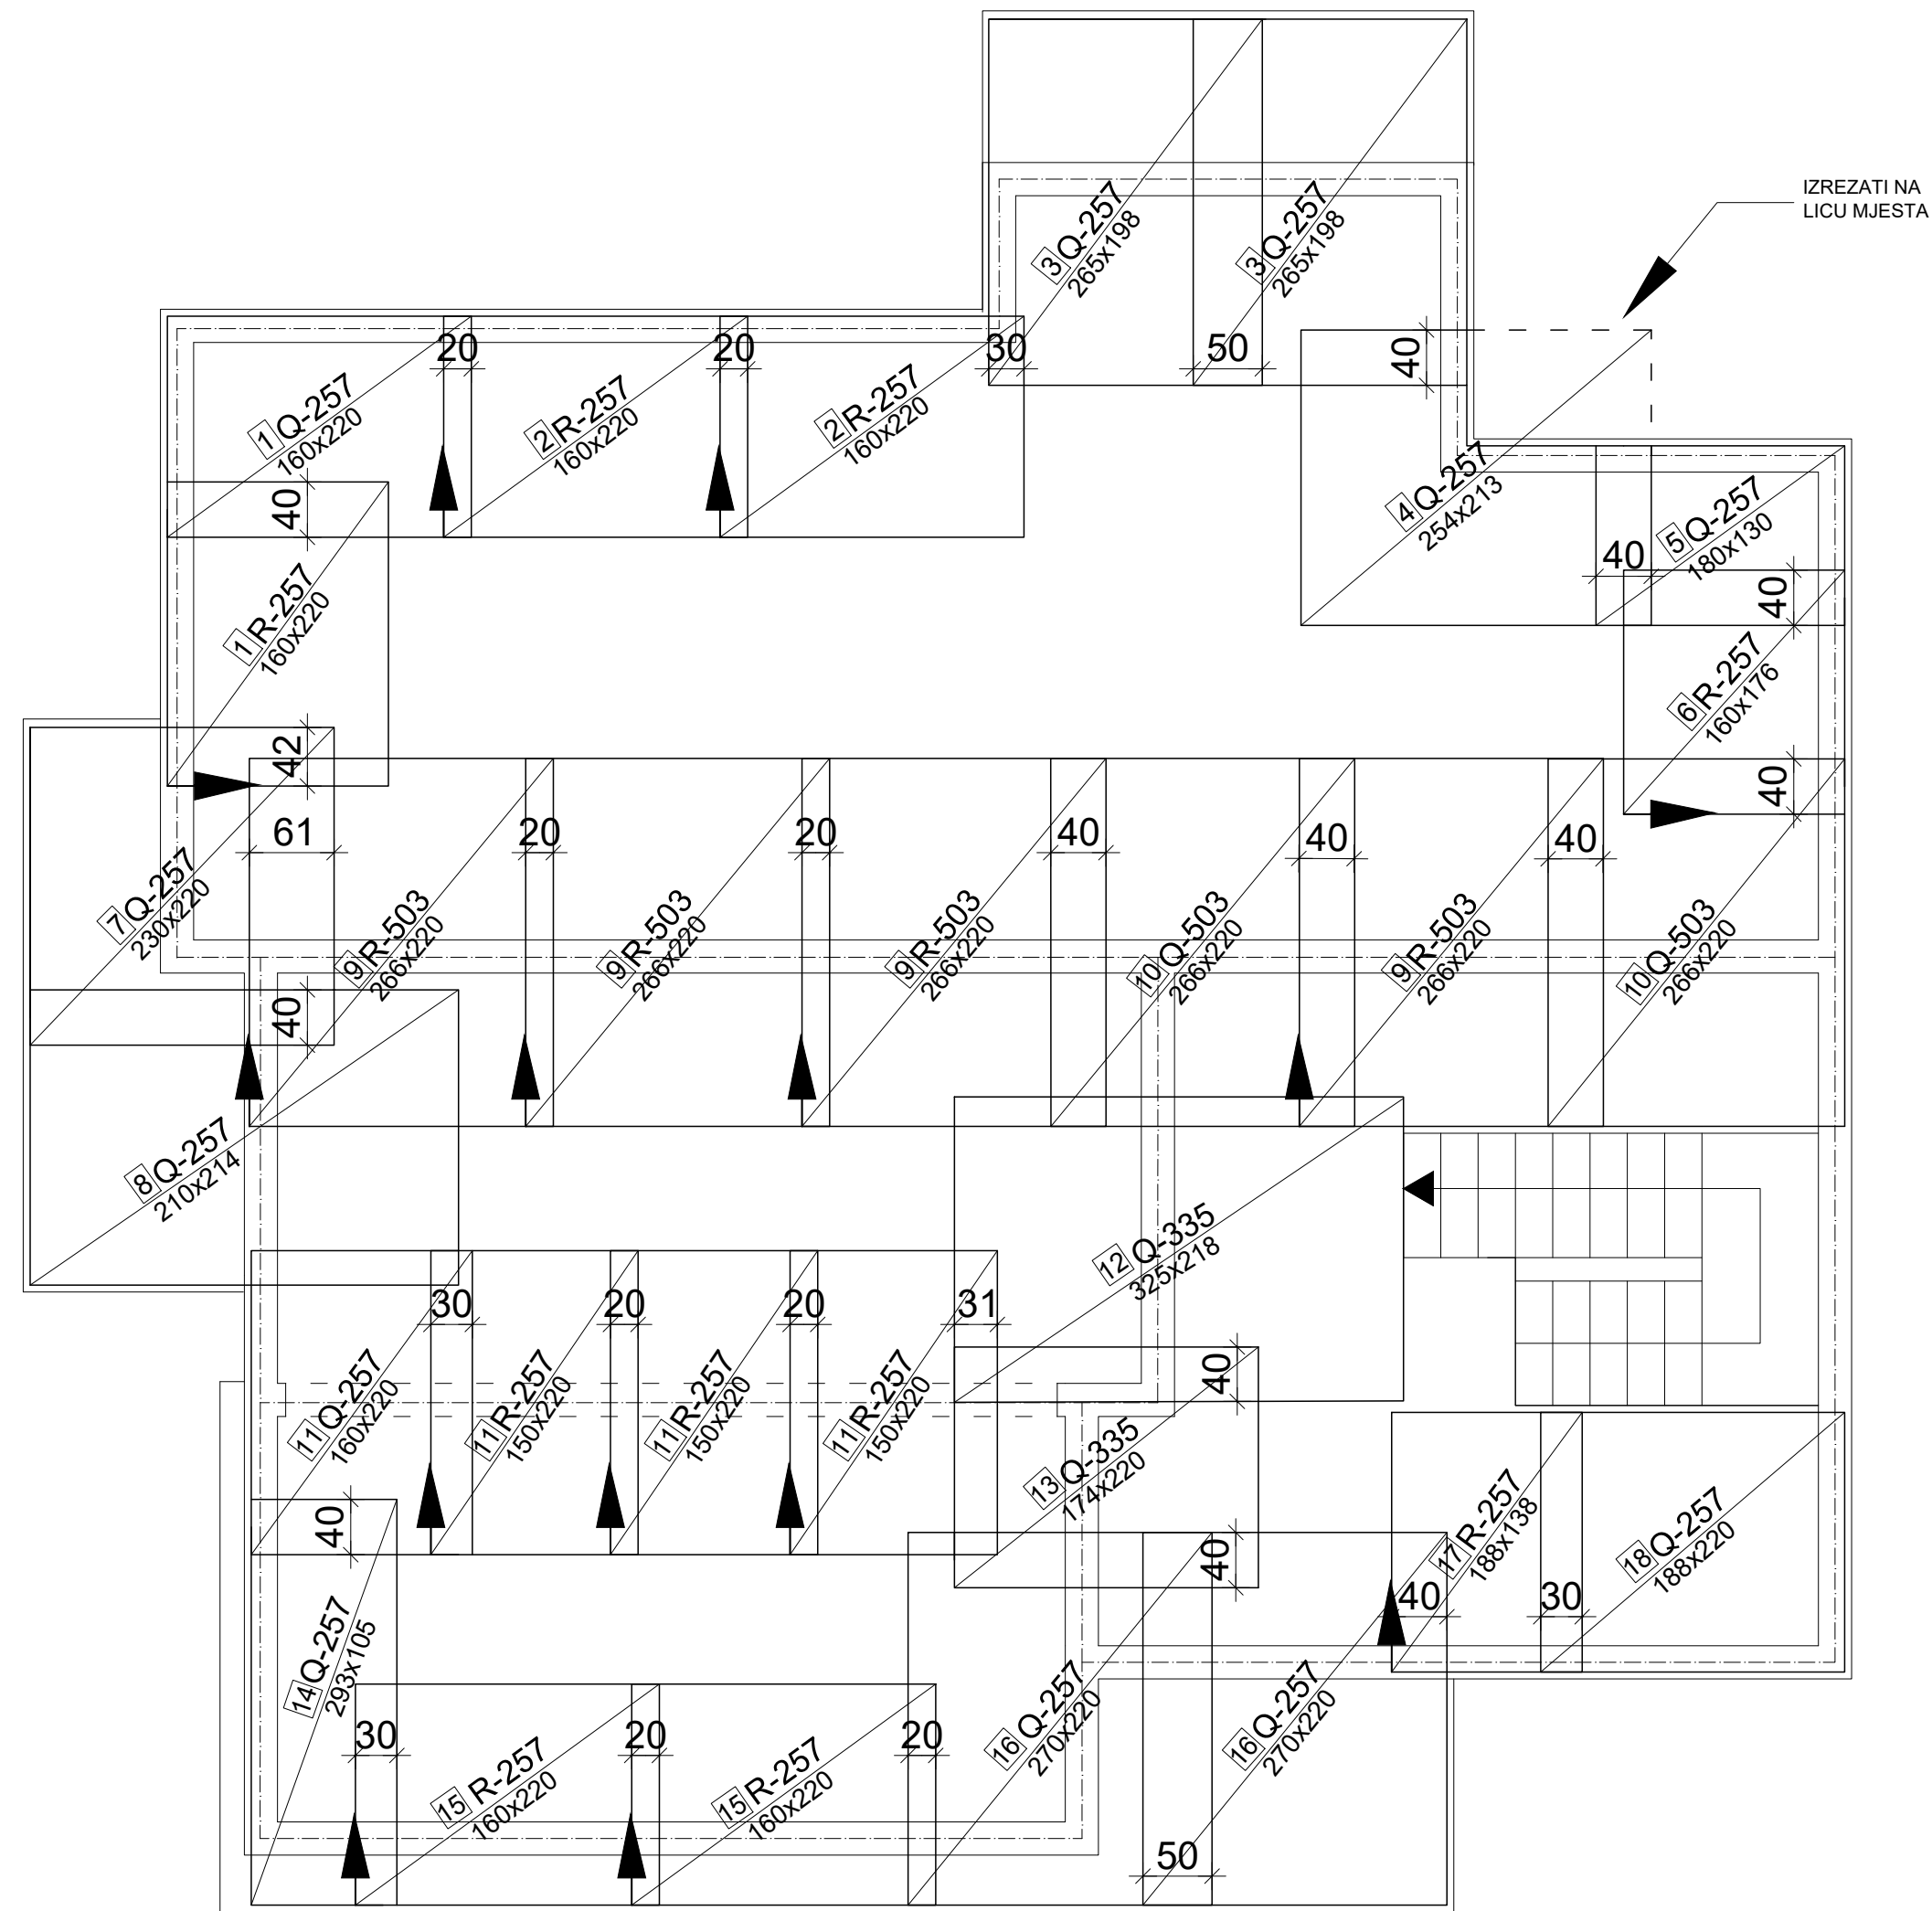 IZREZATI NA
LICU MJESTA
3 Q-257
265x198
3 Q-257
265x198
20
20
30
50
40
1 Q-257
160x220
2 R-257
160x220
2 R-257
160x220
40
4 Q-257
254x213
5 Q-257
180x130
40
40
1 R-257
160x220
6 R-257
160x176
42
40
61
20
20
40
40
40
7 Q-257
230x220
9 R-503
266x220
9 R-503
266x220
9 R-503
266x220
10 Q-503
266x220
9 R-503
266x220
10 Q-503
266x220
40
8 Q-257
210x214
12 Q-335
325x218
30
20
20
31
40
11 Q-257
160x220
11 R-257
150x220
11 R-257
150x220
11 R-257
150x220
13 Q-335
174x220
40
40
17 R-257
188x138
18 Q-257
188x220
40
30
14 Q-257
293x105
30
20
20
15 R-257
160x220
15 R-257
160x220
16 Q-257
270x220
16 Q-257
270x220
50